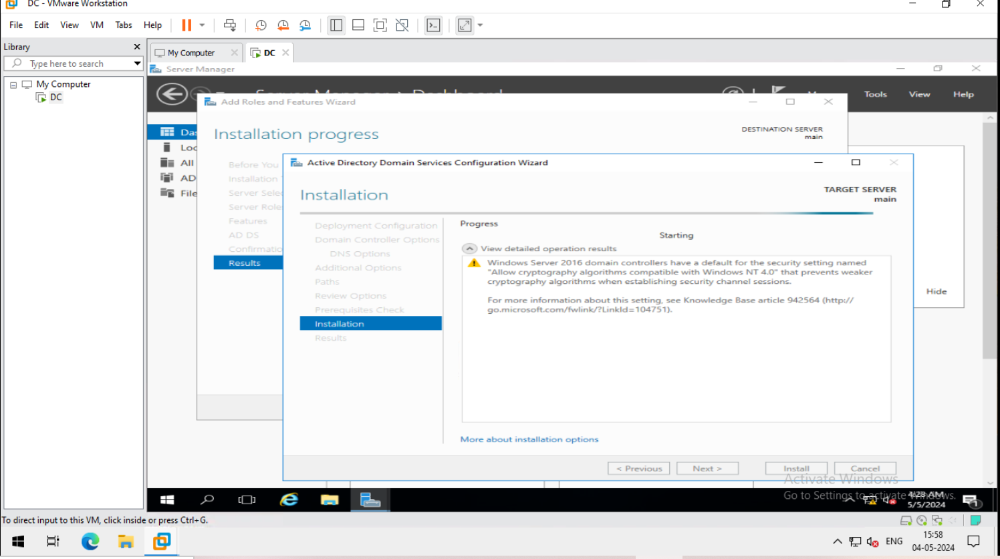 DC - VMware Workstation
File Edit View VM Tabs Help
Library
Type here to search
My Computer
DC
My Computer
DC
Server Manager
Tools View Help
Add Roles and Features Wizard
Installation progress
DESTINATION SERVER
main
Before You
Installation
Server Sele
Server Role
Features
AD DS
Confirmatio
Results
Das
Loc
All
AD
File
Hide
Active Directory Domain Services Configuration Wizard
Installation
TARGET SERVER
main
Deployment Configuration
Domain Controller Options
DNS Options
Additional Options
Paths
Review Options
Prerequisites Check
Installation
Results
Progress
Starting
View detailed operation results
Windows Server 2016 domain controllers have a default for the security setting named
"Allow cryptography algorithms compatible with Windows NT 4.0" that prevents weaker
cryptography algorithms when establishing security channel sessions.
For more information about this setting, see Knowledge Base article 942564 (http://
go.microsoft.com/fwlink/?LinkId=104751).
More about installation options
< Previous Next > Install Cancel
Activate Windows
Go to Settings to activate Windows.
4:28 AM
5/5/2024
1
To direct input to this VM, click inside or press Ctrl+G.
ENG
15:58
04-05-2024